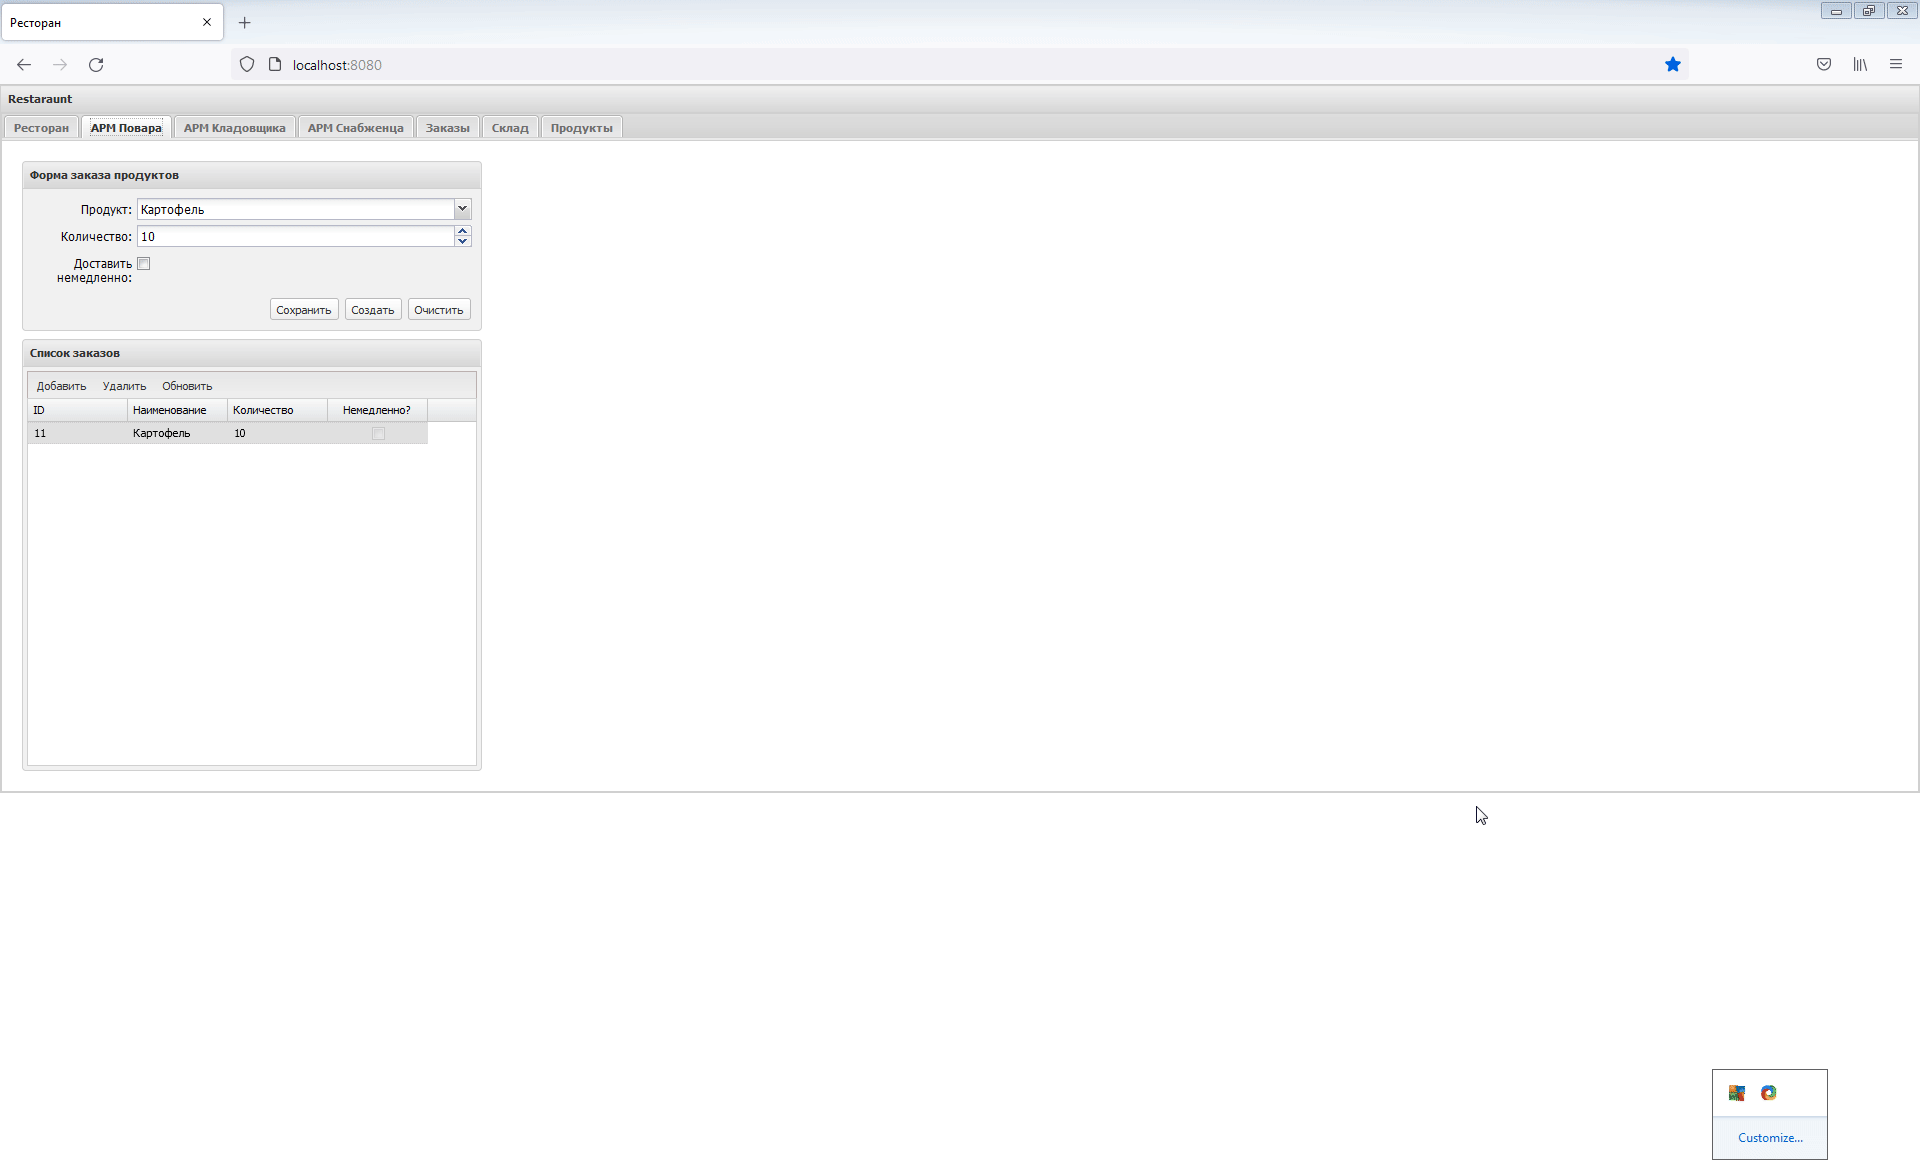 Ресторан
localhost:8080
Restaraunt
Ресторан АРМ Повара АРМ Кладовщика АРМ Снабженца Заказы Склад Продукты
Форма заказа продуктов
Продукт: Картофель
Количество: 10
Доставить
немедленно:
Сохранить Создать Очистить
Список заказов
Добавить Удалить Обновить
ID Наименование Количество Немедленно?
11 Картофель 10
Customize...